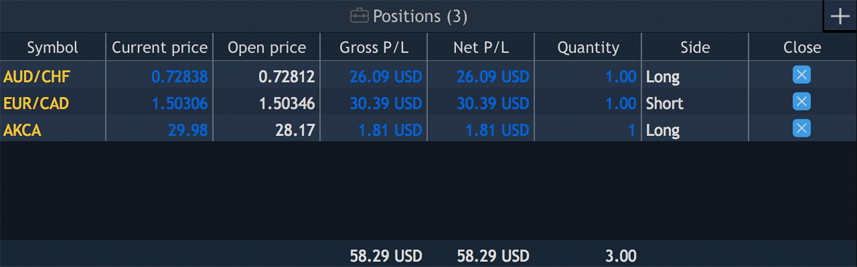 Positions (3)
Symbol Current price Open price Gross P/L Net P/L Quantity Side Close
AUD/CHF 0.72838 0.72812 26.09 USD 26.09 USD 1.00 Long
EUR/CAD 1.50306 1.50346 30.39 USD 30.39 USD 1.00 Short
AKCA 29.98 28.17 1.81 USD 1.81 USD 1 Long
58.29 USD 58.29 USD 3.00